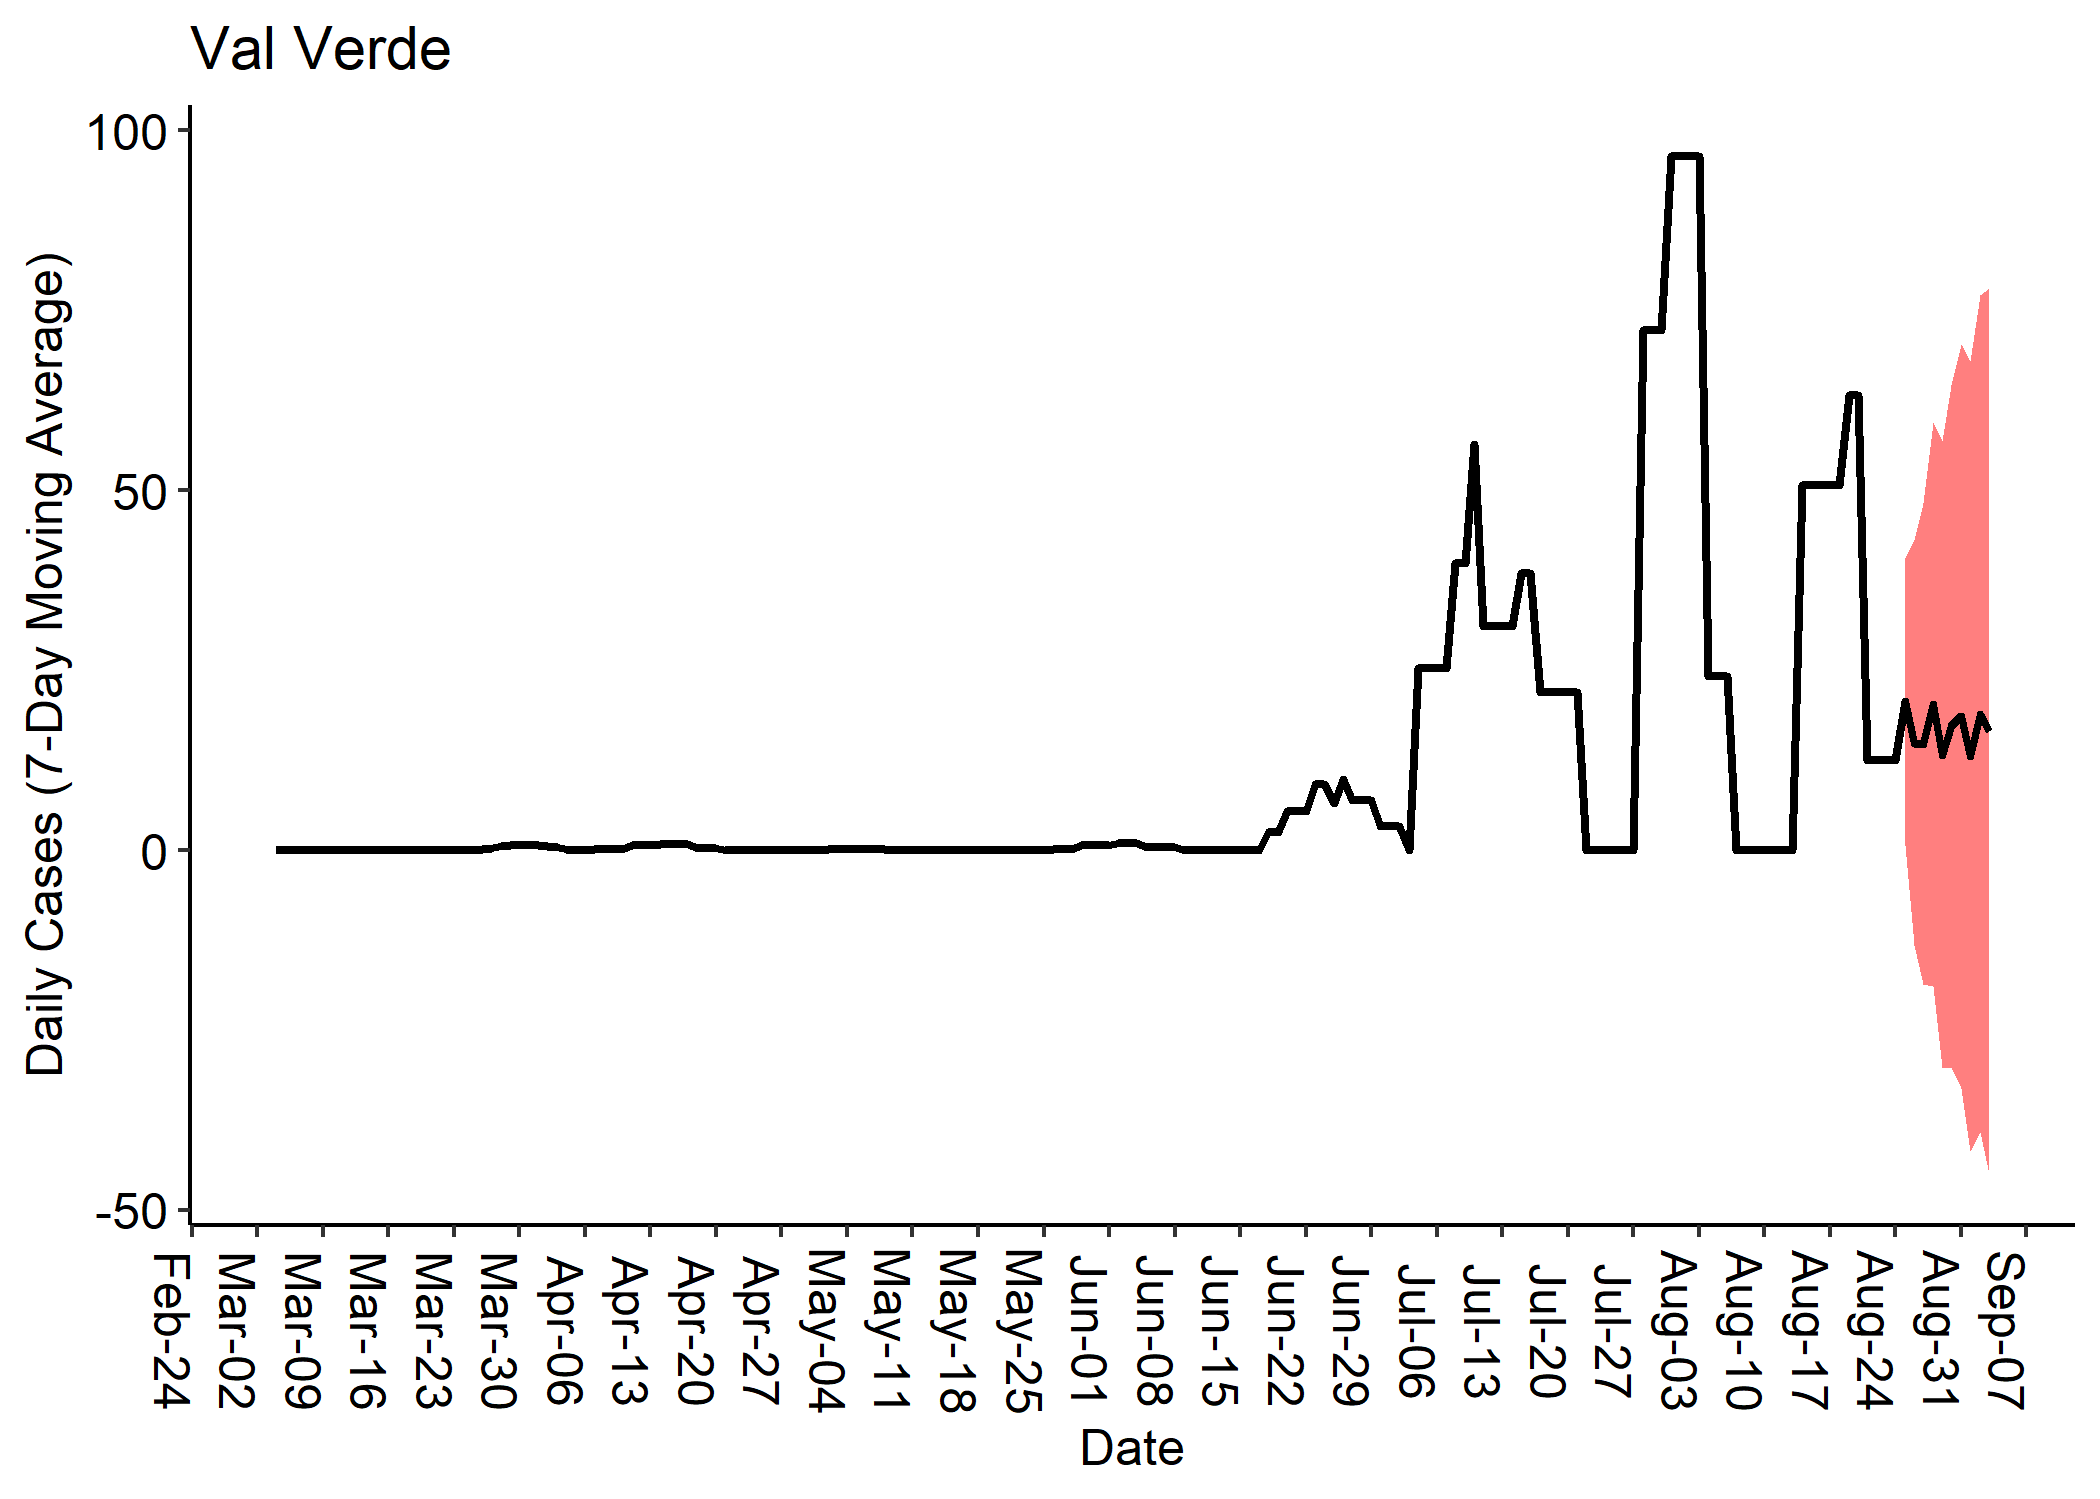 Val Verde
Daily Cases (7-Day Moving Average)
100
50
0
-50
Feb-24
Mar-02
Mar-09
Mar-16
Mar-23
Mar-30
Apr-06
Apr-13
Apr-20
Apr-27
May-04
May-11
May-18
May-25
Jun-01
Jun-08
Jun-15
Jun-22
Jun-29
Jul-06
Jul-13
Jul-20
Jul-27
Aug-03
Aug-10
Aug-17
Aug-24
Aug-31
Sep-07
Date